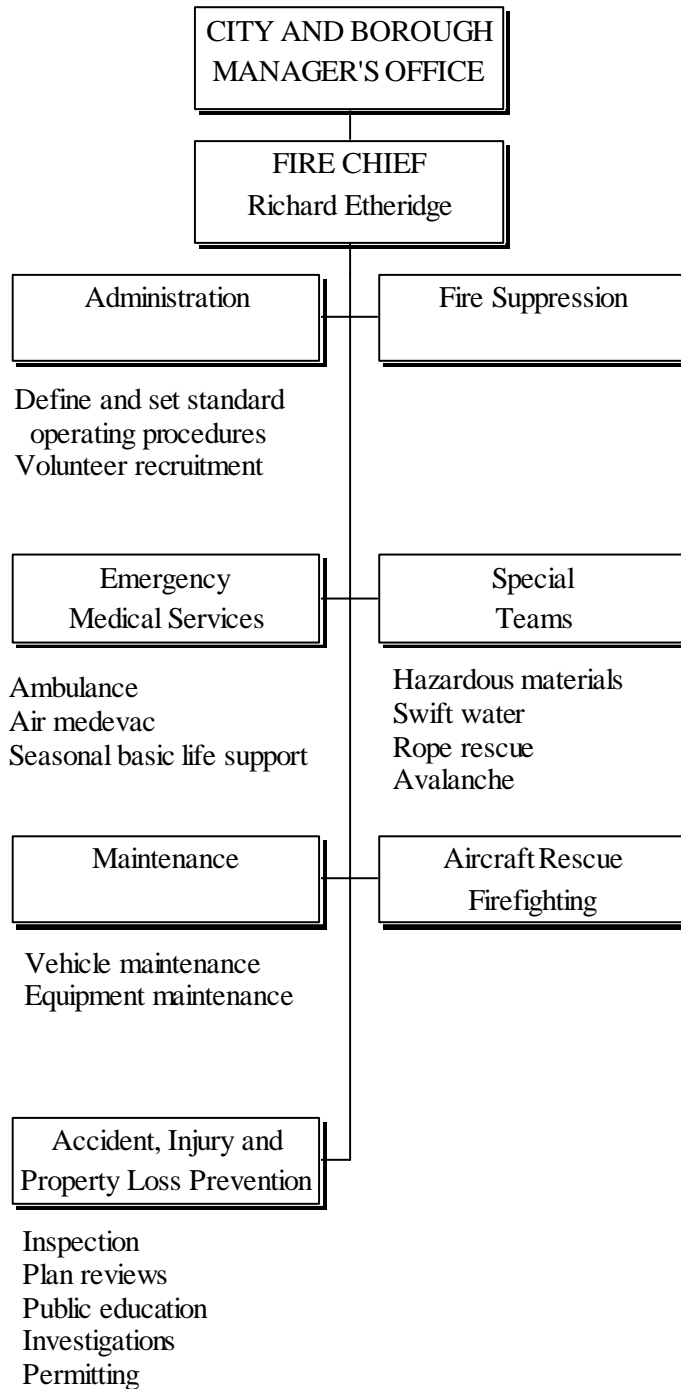 CITY AND BOROUGH
MANAGER'S OFFICE
FIRE CHIEF
Richard Etheridge
Administration
Define and set standard
operating procedures
Volunteer recruitment
Fire Suppression
Emergency
Medical Services
Ambulance
Air medevac
Seasonal basic life support
Special
Teams
Hazardous materials
Swift water
Rope rescue
Avalanche
Maintenance
Vehicle maintenance
Equipment maintenance
Aircraft Rescue
Firefighting
Accident, Injury and
Property Loss Prevention
Inspection
Plan reviews
Public education
Investigations
Permitting